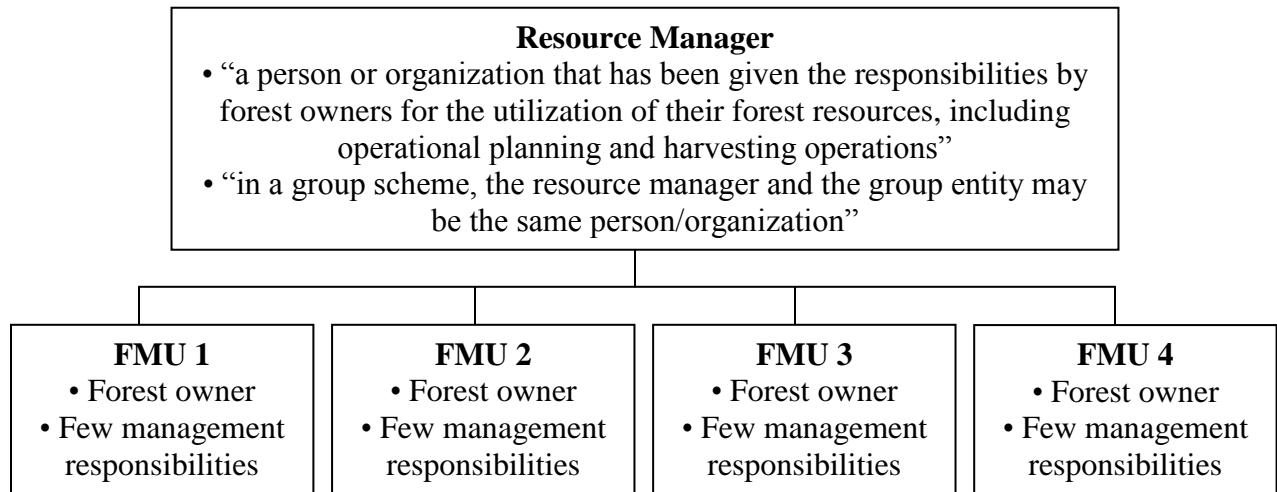 Resource Manager
• “a person or organization that has been given the responsibilities by
forest owners for the utilization of their forest resources, including
operational planning and harvesting operations”
• “in a group scheme, the resource manager and the group entity may
be the same person/organization”
FMU 1
• Forest owner
• Few management
responsibilities
FMU 2
• Forest owner
• Few management
responsibilities
FMU 3
• Forest owner
• Few management
responsibilities
FMU 4
• Forest owner
• Few management
responsibilities